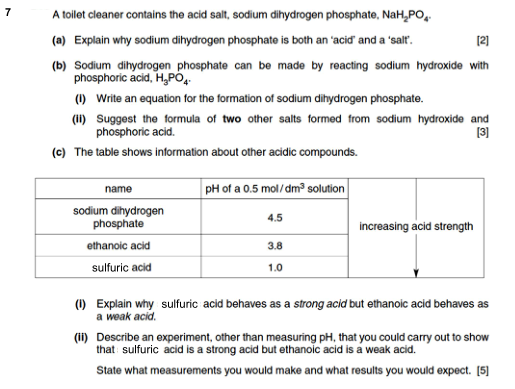 7 A toilet cleaner contains the acid salt, sodium dihydrogen phosphate, NaH₂PO₄.
(a) Explain why sodium dihydrogen phosphate is both an 'acid' and a 'salt'. [2]
(b) Sodium dihydrogen phosphate can be made by reacting sodium hydroxide with
phosphoric acid, H₃PO₄.
(i) Write an equation for the formation of sodium dihydrogen phosphate.
(ii) Suggest the formula of two other salts formed from sodium hydroxide and
phosphoric acid. [3]
(c) The table shows information about other acidic compounds.
name pH of a 0.5 mol/dm³ solution
sodium dihydrogen
phosphate 4.5
increasing acid strength
ethanoic acid 3.8
sulfuric acid 1.0
(i) Explain why sulfuric acid behaves as a strong acid but ethanoic acid behaves as
a weak acid.
(ii) Describe an experiment, other than measuring pH, that you could carry out to show
that sulfuric acid is a strong acid but ethanoic acid is a weak acid.
State what measurements you would make and what results you would expect. [5]